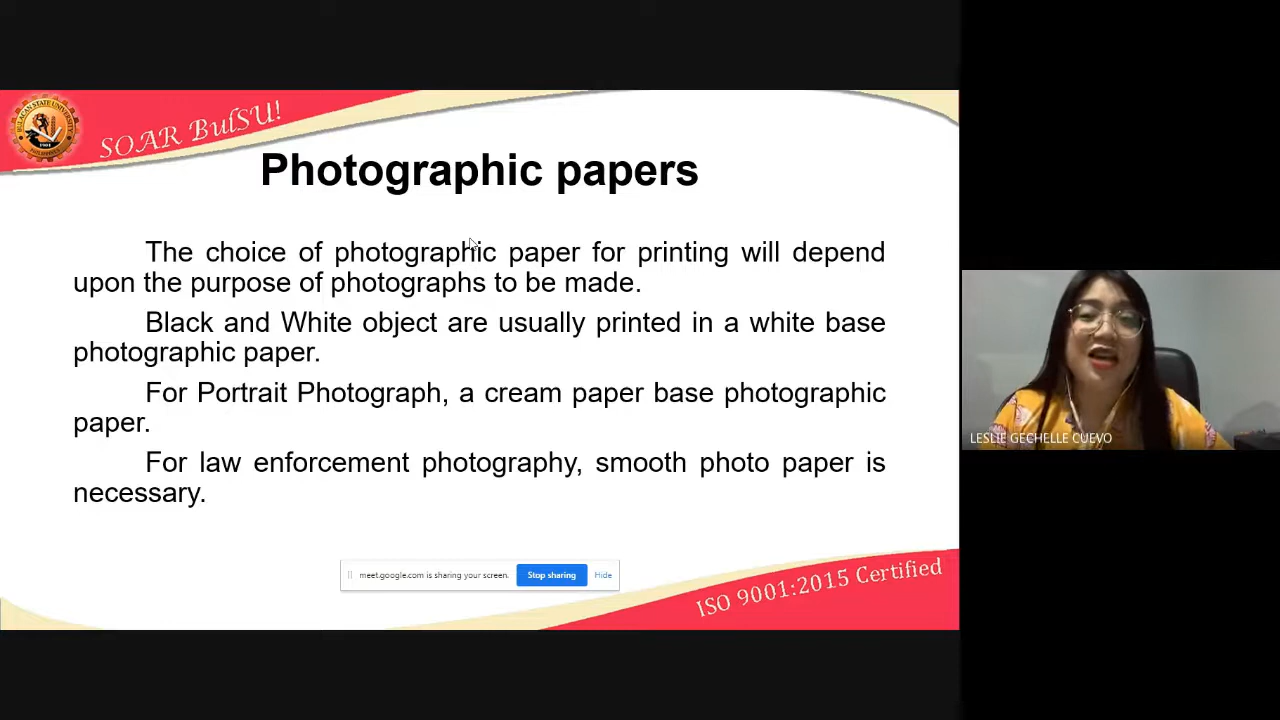 SOAR BulSU!
Photographic papers
The choice of photographic paper for printing will depend
upon the purpose of photographs to be made.
Black and White object are usually printed in a white base
photographic paper.
For Portrait Photograph, a cream paper base photographic
paper.
For law enforcement photography, smooth photo paper is
necessary.
LESLIE GECHELLE CUEVO
meet.google.com is sharing your screen.
Stop sharing
Hide
ISO 9001:2015 Certified
BULACAN STATE UNIVERSITY